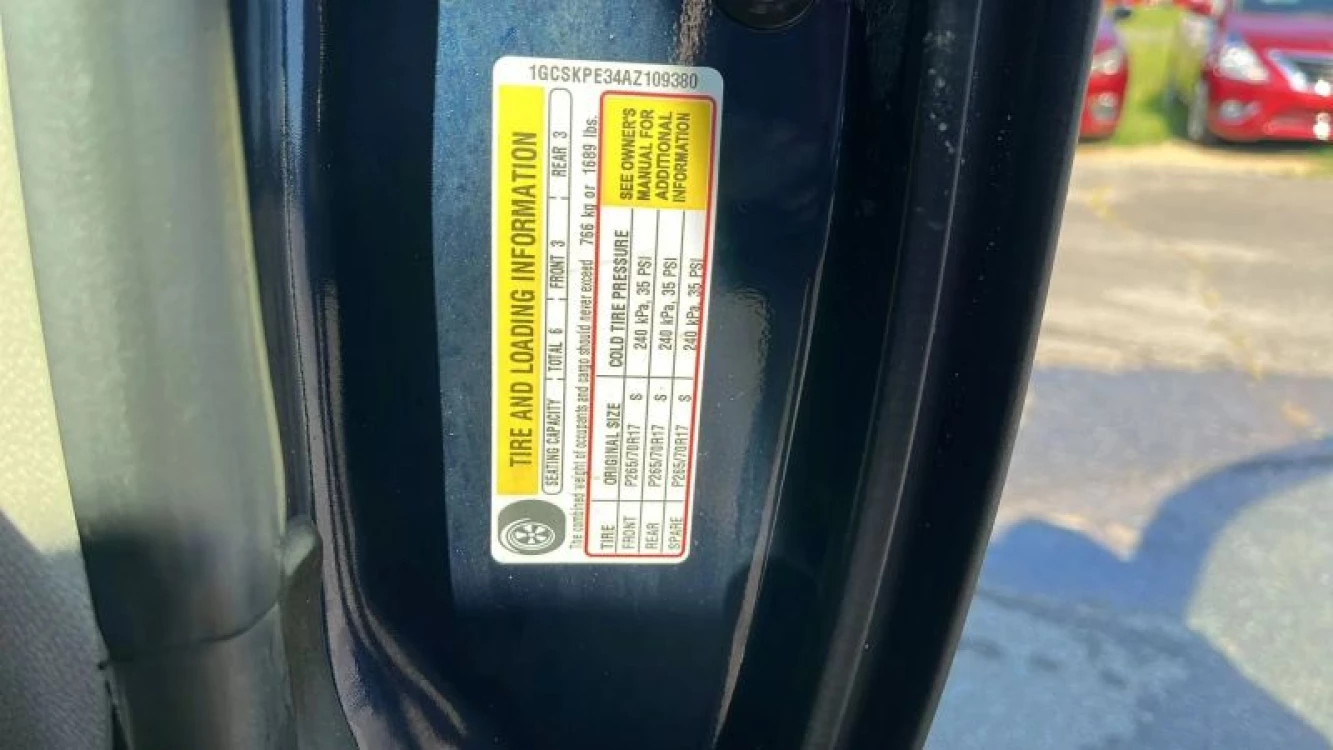 1GCSKPE34AZ109380
TIRE AND LOADING INFORMATION
SEATING CAPACITY TOTAL 6 FRONT 3 REAR 3
The combined weight of occupants and cargo should never exceed 766 kg or 1689 lbs.
TIRE ORIGINAL SIZE COLD TIRE PRESSURE
FRONT P265/70R17 S 240 kPa, 35 PSI
REAR P265/70R17 S 240 kPa, 35 PSI
SPARE P265/70R17 S 240 kPa, 35 PSI
SEE OWNER'S
MANUAL FOR
ADDITIONAL
INFORMATION